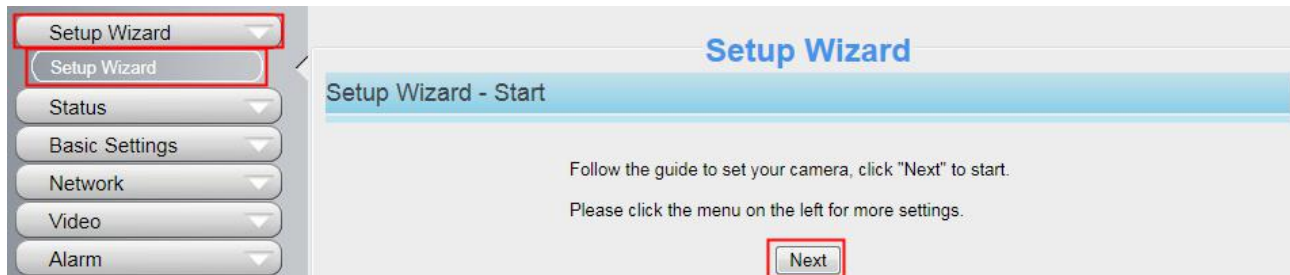 Setup Wizard
Setup Wizard
Status
Basic Settings
Network
Video
Alarm
Setup Wizard
Setup Wizard - Start
Follow the guide to set your camera, click "Next" to start.
Please click the menu on the left for more settings.
Next